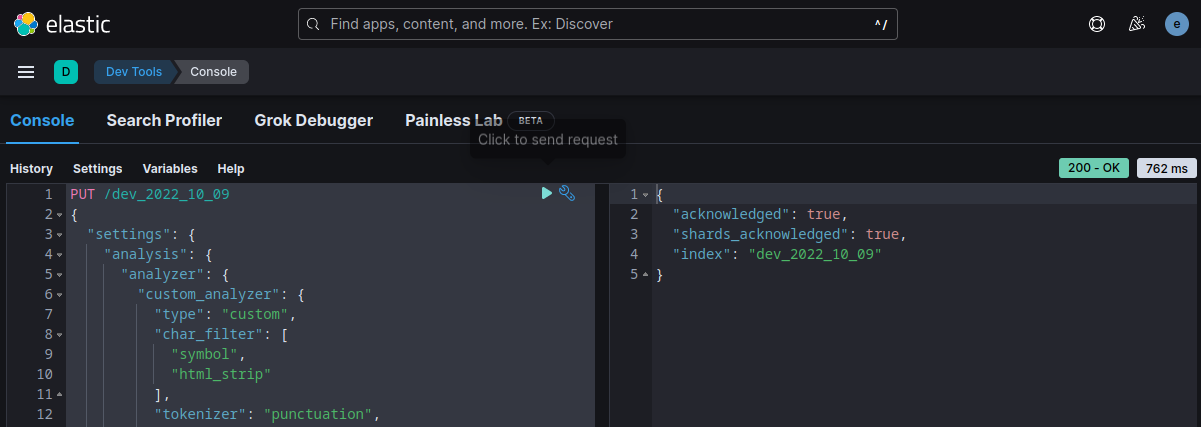 elastic
Find apps, content, and more. Ex: Discover
^/
e
D
Dev Tools
Console
Console
Search Profiler
Grok Debugger
Painless Lab
BETA
Click to send request
History
Settings
Variables
Help
200 - OK
762 ms
1 PUT /dev_2022_10_09
2 {
3 "settings": {
4 "analysis": {
5 "analyzer": {
6 "custom_analyzer": {
7 "type": "custom",
8 "char_filter": [
9 "symbol",
10 "html_strip"
11 ],
12 "tokenizer": "punctuation",
1 {
2 "acknowledged": true,
3 "shards_acknowledged": true,
4 "index": "dev_2022_10_09"
5 }